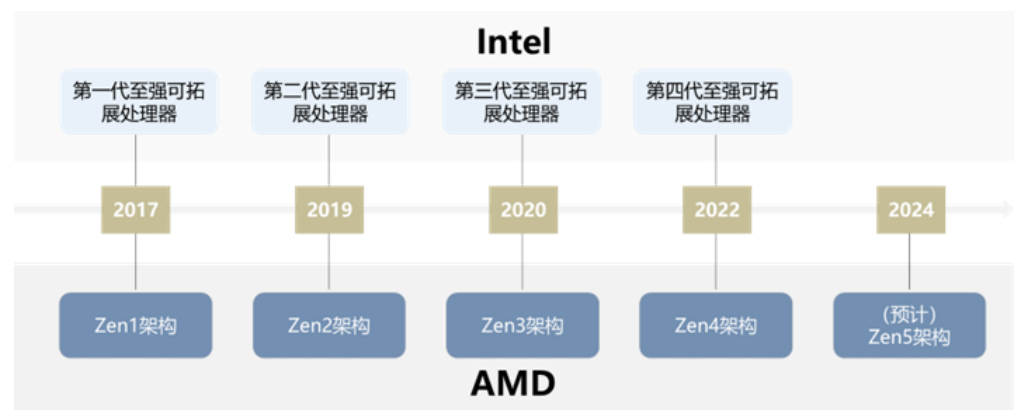 Intel
第一代至强可拓
展处理器
第二代至强可拓
展处理器
第三代至强可拓
展处理器
第四代至强可拓
展处理器
2017
2019
2020
2022
2024
Zen1架构
Zen2架构
Zen3架构
Zen4架构
(预计)
Zen5架构
AMD